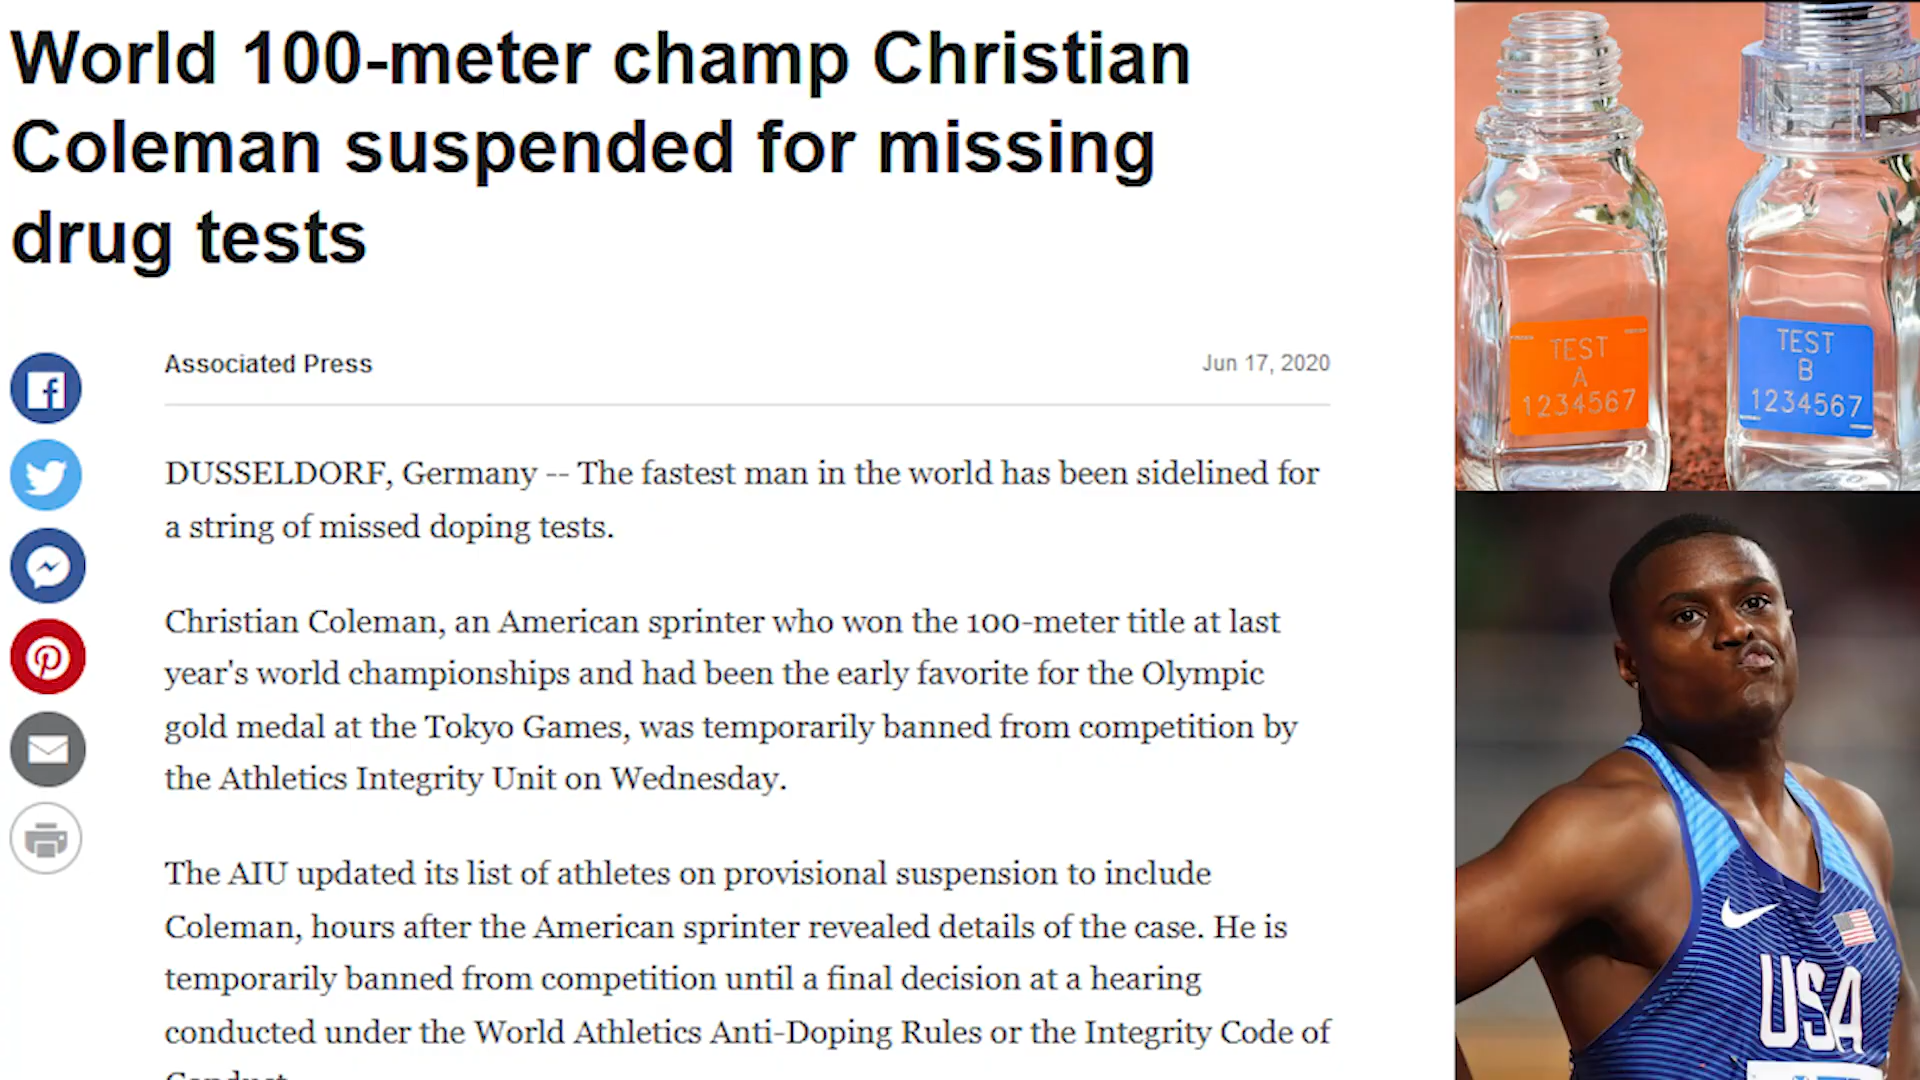 World 100-meter champ Christian
Coleman suspended for missing
drug tests
Associated Press
Jun 17, 2020
DUSSELDORF, Germany -- The fastest man in the world has been sidelined for
a string of missed doping tests.
Christian Coleman, an American sprinter who won the 100-meter title at last
year's world championships and had been the early favorite for the Olympic
gold medal at the Tokyo Games, was temporarily banned from competition by
the Athletics Integrity Unit on Wednesday.
The AIU updated its list of athletes on provisional suspension to include
Coleman, hours after the American sprinter revealed details of the case. He is
temporarily banned from competition until a final decision at a hearing
conducted under the World Athletics Anti-Doping Rules or the Integrity Code of
TEST
A
1234567
TEST
B
1234567
USA